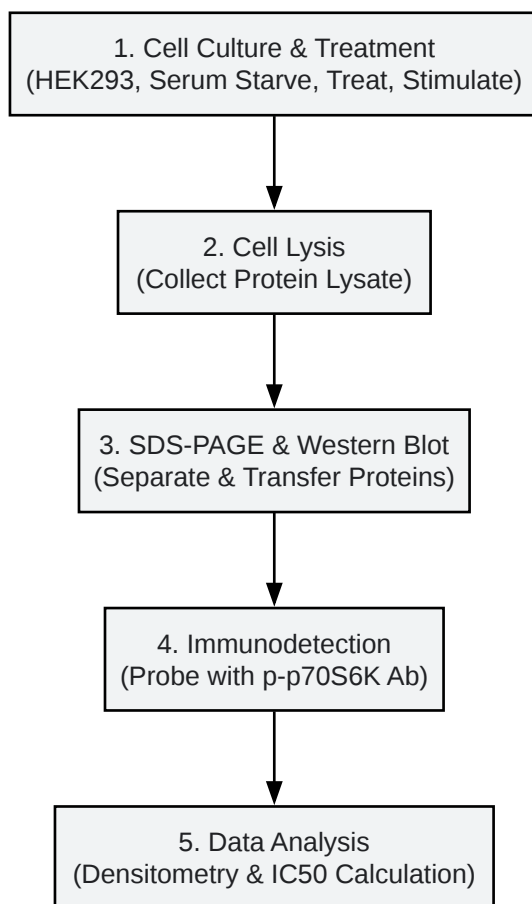 1. Cell Culture & Treatment
(HEK293, Serum Starve, Treat, Stimulate)
2. Cell Lysis
(Collect Protein Lysate)
3. SDS-PAGE & Western Blot
(Separate & Transfer Proteins)
4. Immunodetection
(Probe with p-p70S6K Ab)
5. Data Analysis
(Densitometry & IC50 Calculation)